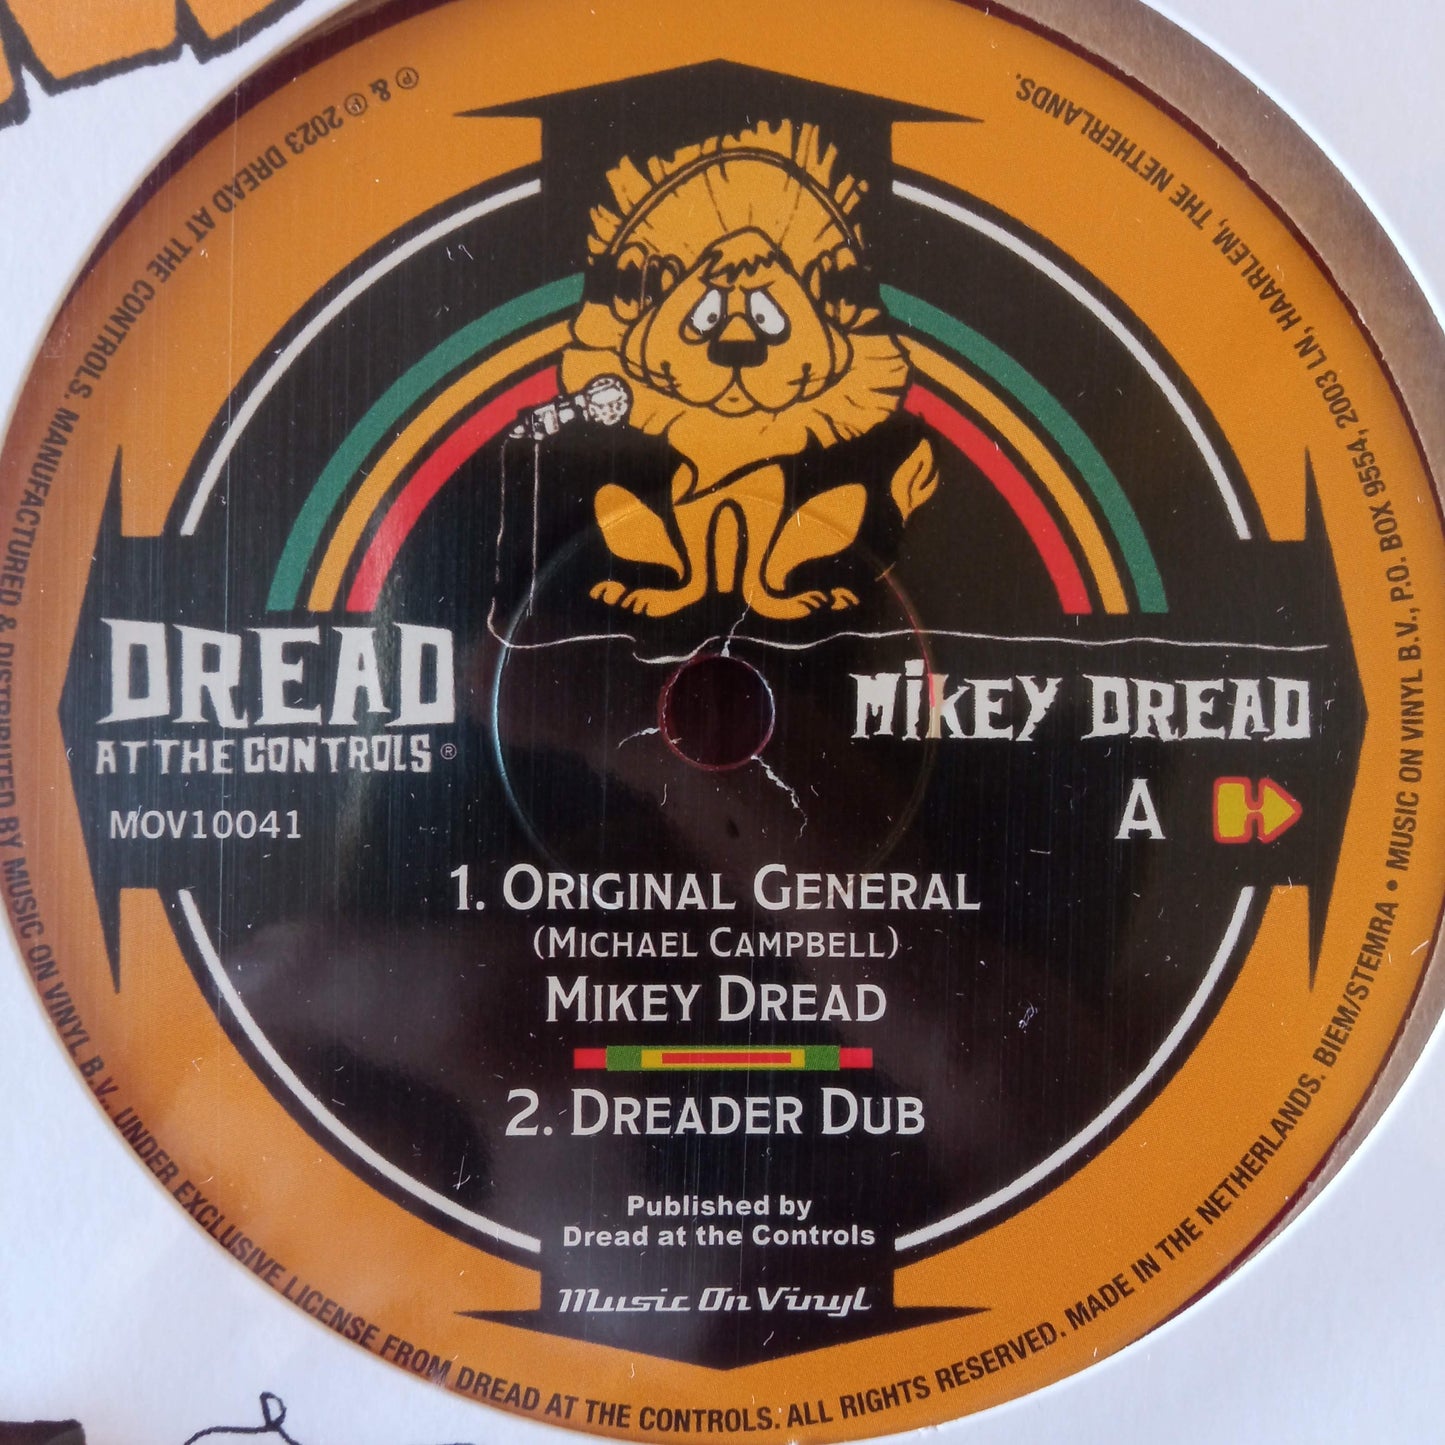 DREAD
AT THE CONTROLS®
MOV10041
MiKEY DREAD
A
1. ORIGINAL GENERAL
(MICHAEL CAMPBELL)
MIKEY DREAD
2. DREADER DUB
Published by
Dread at the Controls
Music On Vinyl
℗ & ℗ 2023 DREAD AT THE CONTROLS. MANUFACTURED & DISTRIBUTED BY MUSIC ON VINYL B.V. UNDER EXCLUSIVE LICENSE FROM DREAD AT THE CONTROLS. ALL RIGHTS RESERVED. MADE IN THE NETHERLANDS. BIEM/STEMRA • MUSIC ON VINYL B.V., P.O. BOX 9554, 2003 LN, HAARLEM, THE NETHERLANDS.